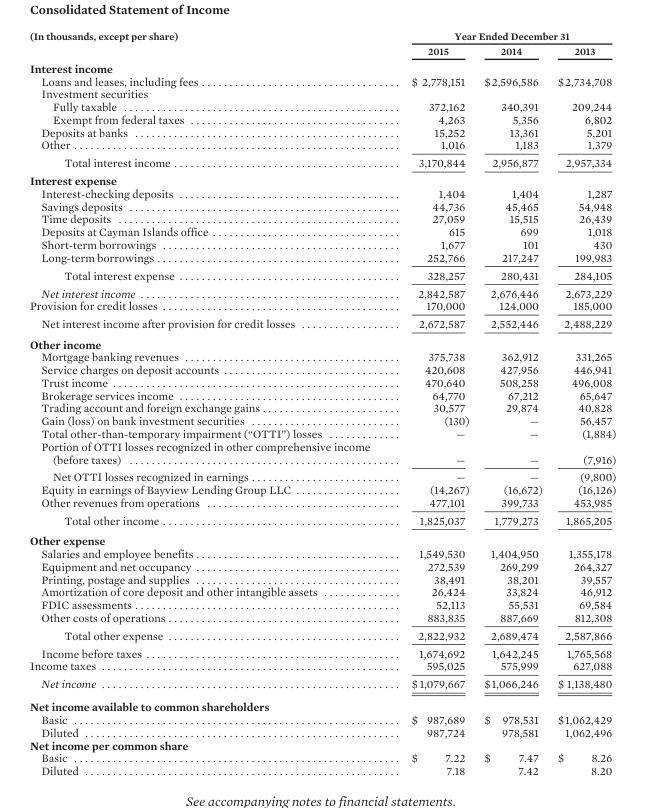 Consolidated Statement of Income
(In thousands, except per share) Year Ended December 31
2015 2014 2013
Interest income
Loans and leases, including fees $ 2,778,151 $2,596,586 $2,734,708
Investment securities
Fully taxable 372,162 340,391 209,244
Exempt from federal taxes 4,263 5,356 6,802
Deposits at banks 15,252 13,361 5,201
Other 1,016 1,183 1,379
Total interest income 3,170,844 2,956,877 2,957,334
Interest expense
Interest-checking deposits 1,404 1,404 1,287
Savings deposits 44,736 45,465 54,948
Time deposits 27,059 15,515 26,439
Deposits at Cayman Islands office 615 699 1,018
Short-term borrowings 1,677 101 430
Long-term borrowings 252,766 217,247 199,983
Total interest expense 328,257 280,431 284,105
Net interest income 2,842,587 2,676,446 2,673,229
Provision for credit losses 170,000 124,000 185,000
Net interest income after provision for credit losses 2,672,587 2,552,446 2,488,229
Other income
Mortgage banking revenues 375,738 362,912 331,265
Service charges on deposit accounts 420,608 427,956 446,941
Trust income 470,640 508,258 496,008
Brokerage services income 64,770 67,212 65,647
Trading account and foreign exchange gains 30,577 29,874 40,828
Gain (loss) on bank investment securities (130) — 56,457
Total other-than-temporary impairment (“OTTI”) losses — — (1,884)
Portion of OTTI losses recognized in other comprehensive income
(before taxes) — — (7,916)
Net OTTI losses recognized in earnings — — (9,800)
Equity in earnings of Bayview Lending Group LLC (14,267) (16,672) (16,126)
Other revenues from operations 477,101 399,733 453,985
Total other income 1,825,037 1,779,273 1,865,205
Other expense
Salaries and employee benefits 1,549,530 1,404,950 1,355,178
Equipment and net occupancy 272,539 269,299 264,327
Printing, postage and supplies 38,491 38,201 39,557
Amortization of core deposit and other intangible assets 26,424 33,824 46,912
FDIC assessments 52,113 55,531 69,584
Other costs of operations 883,835 887,669 812,308
Total other expense 2,822,932 2,689,474 2,587,866
Income before taxes 1,674,692 1,642,245 1,765,568
Income taxes 595,025 575,999 627,088
Net income $1,079,667 $1,066,246 $1,138,480
Net income available to common shareholders
Basic $ 987,689 $ 978,531 $1,062,429
Diluted 987,724 978,581 1,062,496
Net income per common share
Basic $ 7.22 $ 7.47 $ 8.26
Diluted 7.18 7.42 8.20
See accompanying notes to financial statements.